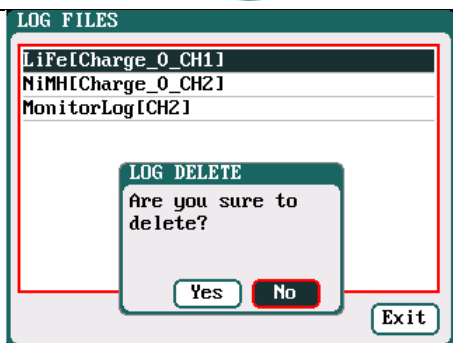 LOG FILES
LiFe[Charge_0_CH1]
NiMH[Charge_0_CH2]
MonitorLog[CH2]
LOG DELETE
Are you sure to
delete?
Yes No
Exit